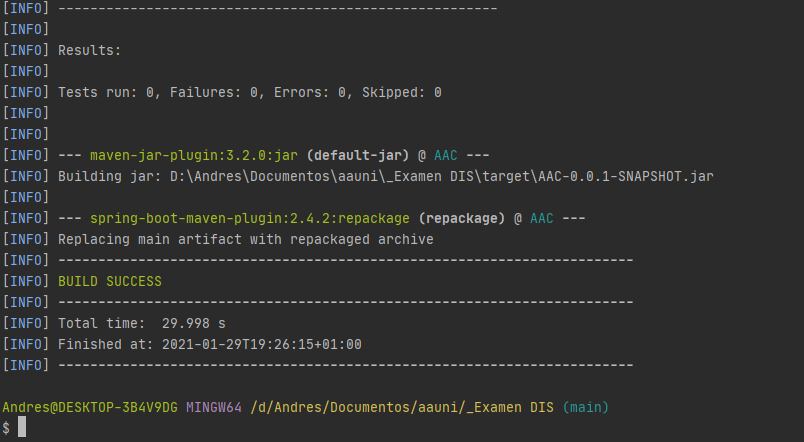 [INFO] -------------------------------------------------------
[INFO]
[INFO] Results:
[INFO]
[INFO] Tests run: 0, Failures: 0, Errors: 0, Skipped: 0
[INFO]
[INFO]
[INFO] --- maven-jar-plugin:3.2.0:jar (default-jar) @ AAC ---
[INFO] Building jar: D:\Andres\Documentos\aauni\_Examen DIS\target\AAC-0.0.1-SNAPSHOT.jar
[INFO]
[INFO] --- spring-boot-maven-plugin:2.4.2:repackage (repackage) @ AAC ---
[INFO] Replacing main artifact with repackaged archive
[INFO] ------------------------------------------------------------------------
[INFO] BUILD SUCCESS
[INFO] ------------------------------------------------------------------------
[INFO] Total time:  29.998 s
[INFO] Finished at: 2021-01-29T19:26:15+01:00
[INFO] ------------------------------------------------------------------------
Andres@DESKTOP-3B4V9DG MINGW64 /d/Andres/Documentos/aauni/_Examen DIS (main)
$